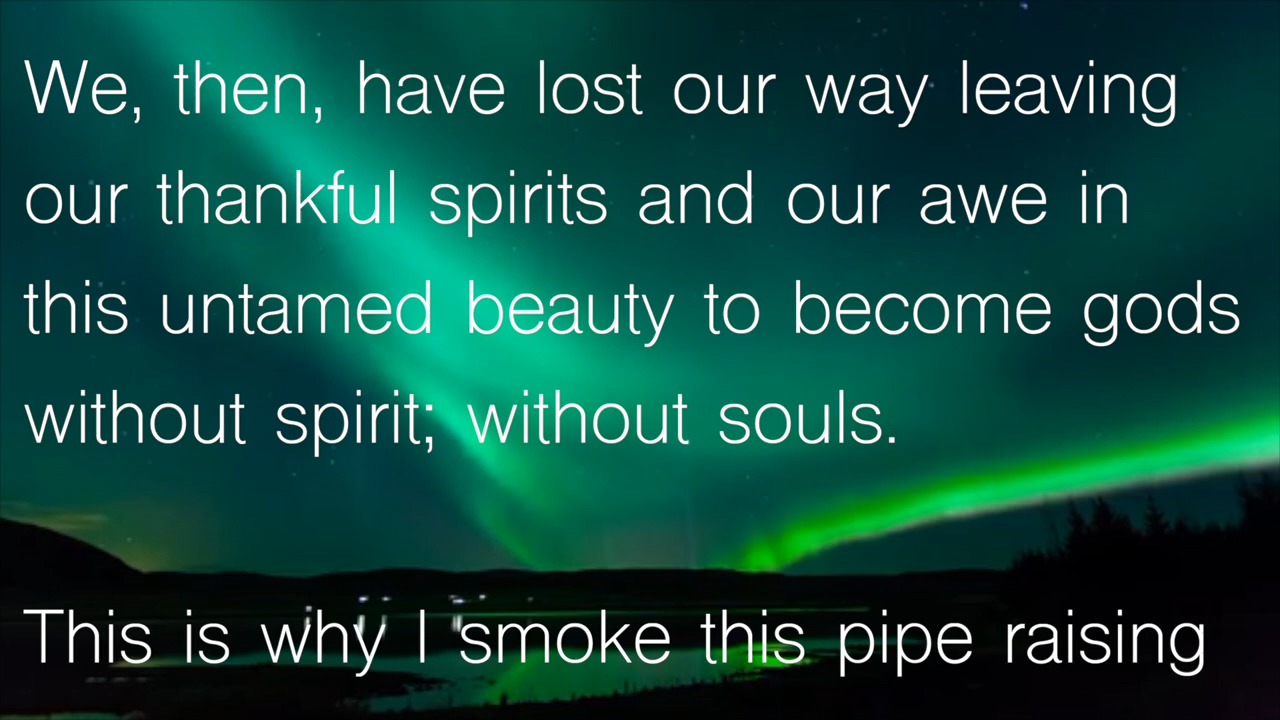 We, then, have lost our way leaving
our thankful spirits and our awe in
this untamed beauty to become gods
without spirit; without souls.
This is why I smoke this pipe raising